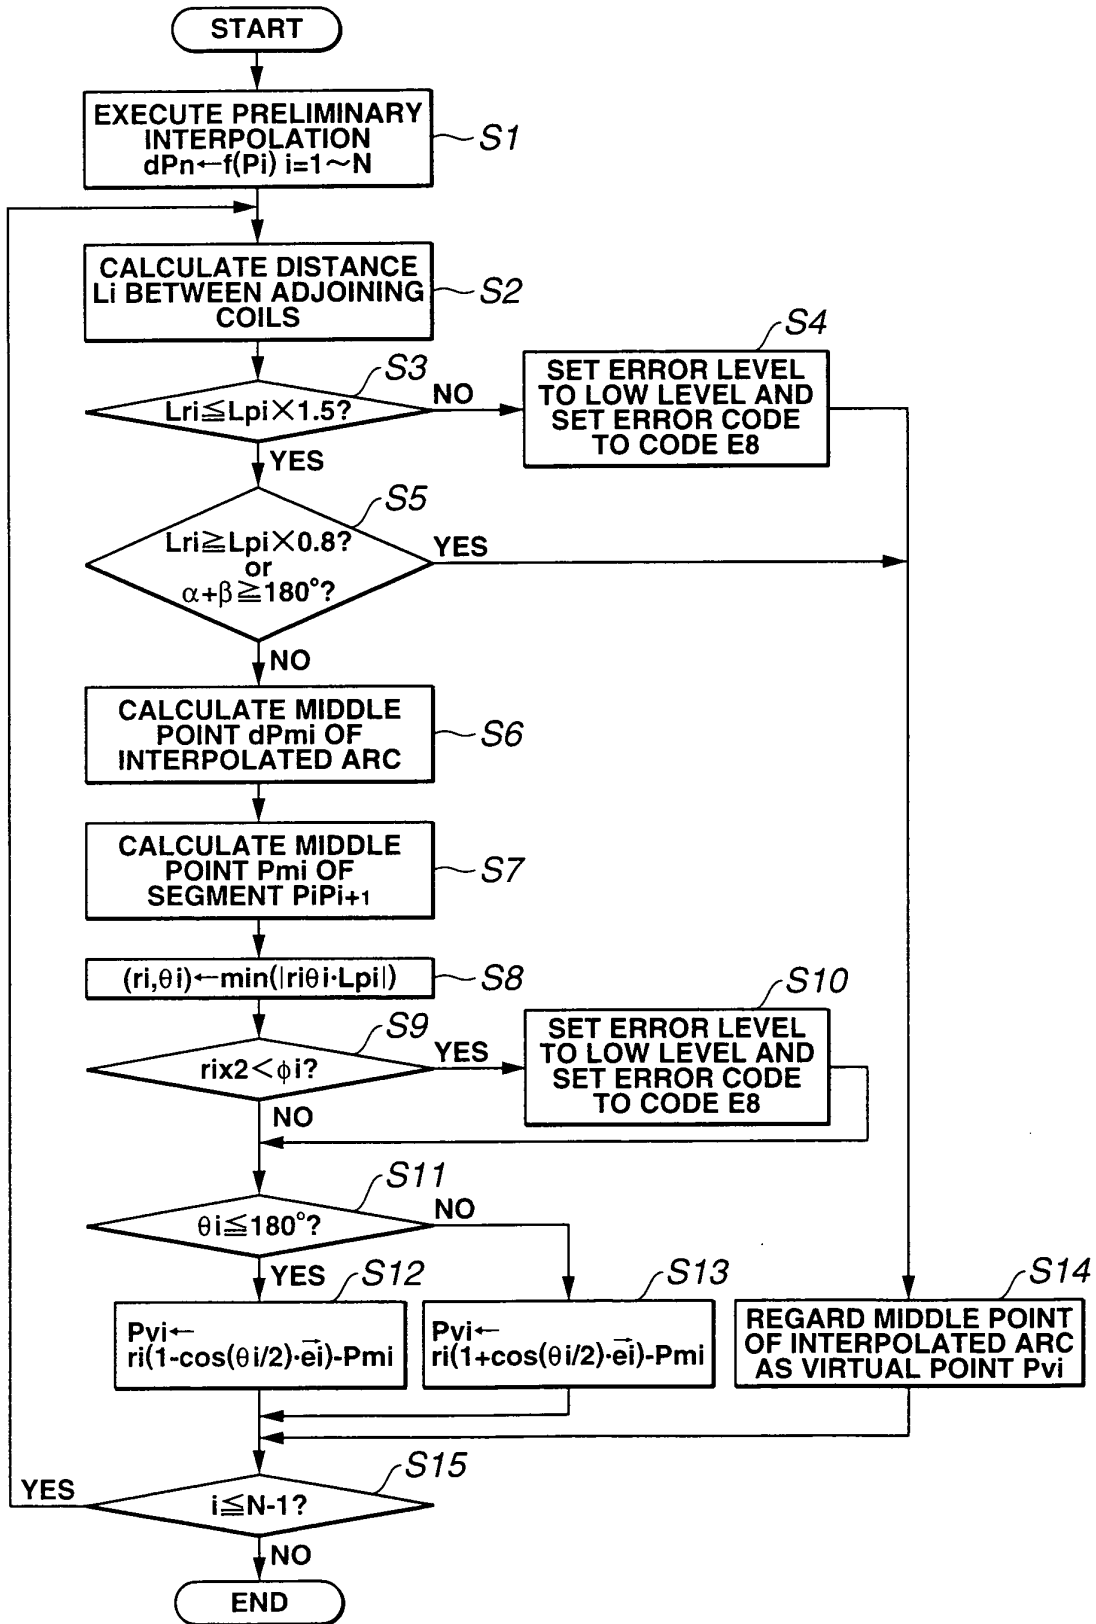 START
EXECUTE PRELIMINARY
INTERPOLATION
dPn←f(Pi) i=1~N
S1
CALCULATE DISTANCE
Li BETWEEN ADJOINING
COILS
S2
S3
Lri≦Lpi×1.5?
NO
YES
S4
SET ERROR LEVEL
TO LOW LEVEL AND
SET ERROR CODE
TO CODE E8
S5
Lri≧Lpi×0.8?
or
α+β≧180°?
YES
NO
CALCULATE MIDDLE
POINT dPmi OF
INTERPOLATED ARC
S6
CALCULATE MIDDLE
POINT Pmi OF
SEGMENT PiPi+1
S7
(ri,θi)←min(|riθi·Lpi|)
S8
S9
rix2<φi?
YES
NO
S10
SET ERROR LEVEL
TO LOW LEVEL AND
SET ERROR CODE
TO CODE E8
S11
θi≦180°?
NO
YES
S12
Pvi←
ri(1-cos(θi/2)·e⃗i)-Pmi
S13
Pvi←
ri(1+cos(θi/2)·e⃗i)-Pmi
S14
REGARD MIDDLE POINT
OF INTERPOLATED ARC
AS VIRTUAL POINT Pvi
S15
YES
i≦N-1?
NO
END